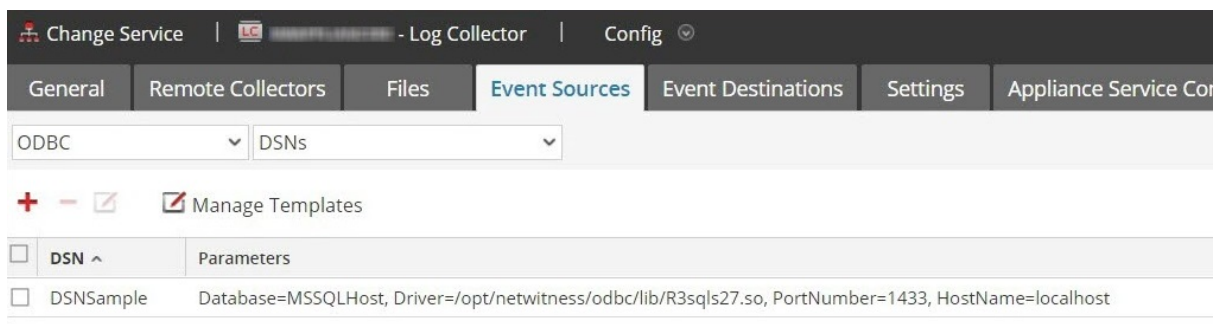 Change Service | LC - Log Collector | Config
General Remote Collectors Files Event Sources Event Destinations Settings Appliance Service Cor
ODBC DSNs
Manage Templates
DSN Parameters
DSNSample Database=MSSQLHost, Driver=/opt/netwitness/odbc/lib/R3sqls27.so, PortNumber=1433, HostName=localhost